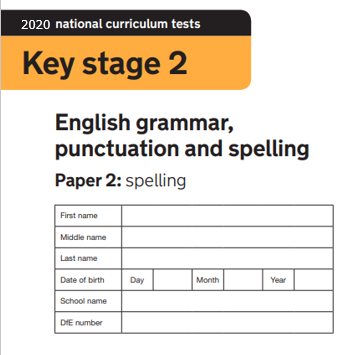 2020 national curriculum tests
Key stage 2
English grammar,
punctuation and spelling
Paper 2: spelling
First name
Middle name
Last name
Date of birth Day Month Year
School name
DfE number